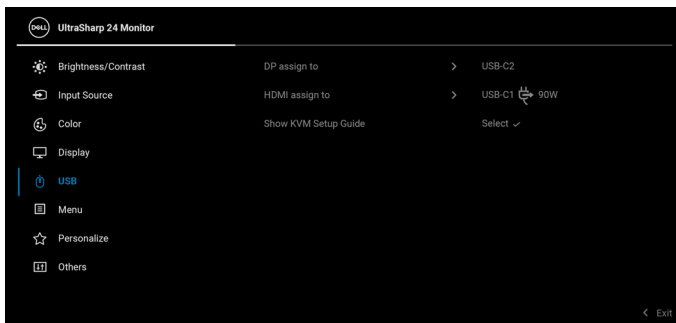 DELL UltraSharp 24 Monitor
Brightness/Contrast DP assign to > USB-C2
Input Source HDMI assign to > USB-C1 90W
Color Show KVM Setup Guide Select ✓
Display
USB
Menu
Personalize
Others
< Exit